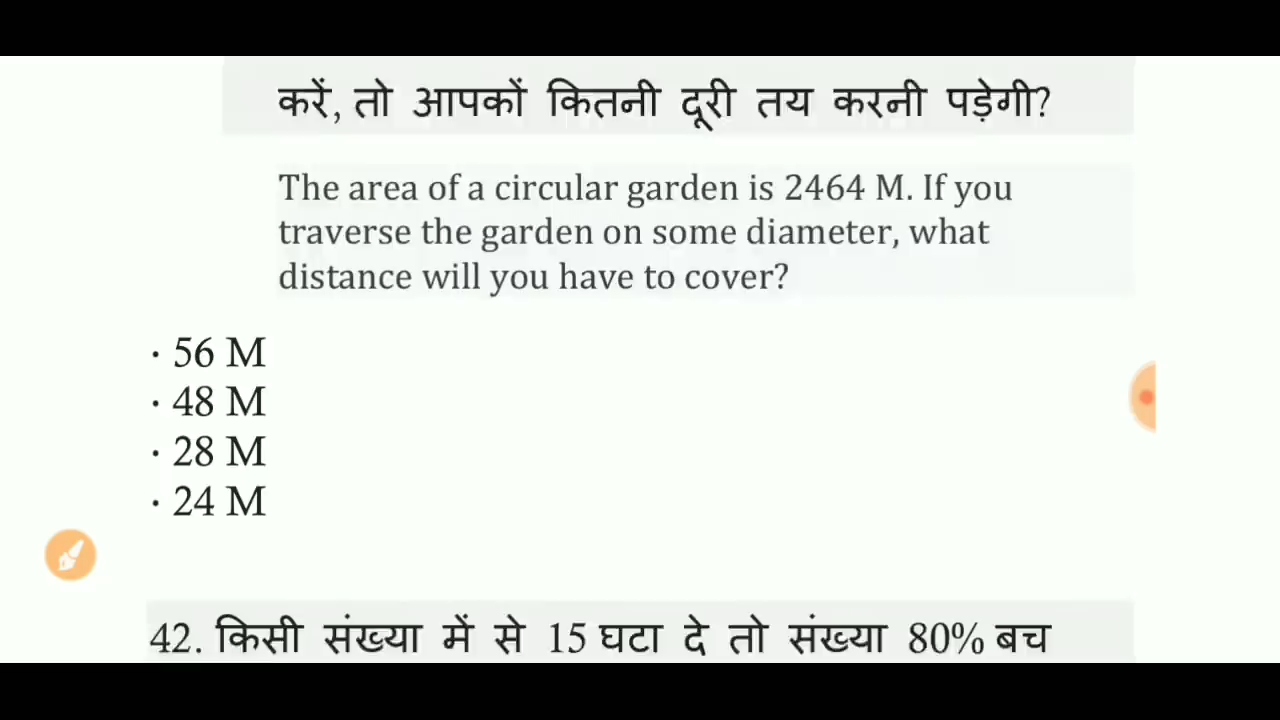 करें, तो आपकों कितनी दूरी तय करनी पड़ेगी?
The area of a circular garden is 2464 M. If you
traverse the garden on some diameter, what
distance will you have to cover?
· 56 M
· 48 M
· 28 M
· 24 M
42. किसी संख्या में से 15 घटा दे तो संख्या 80% बच